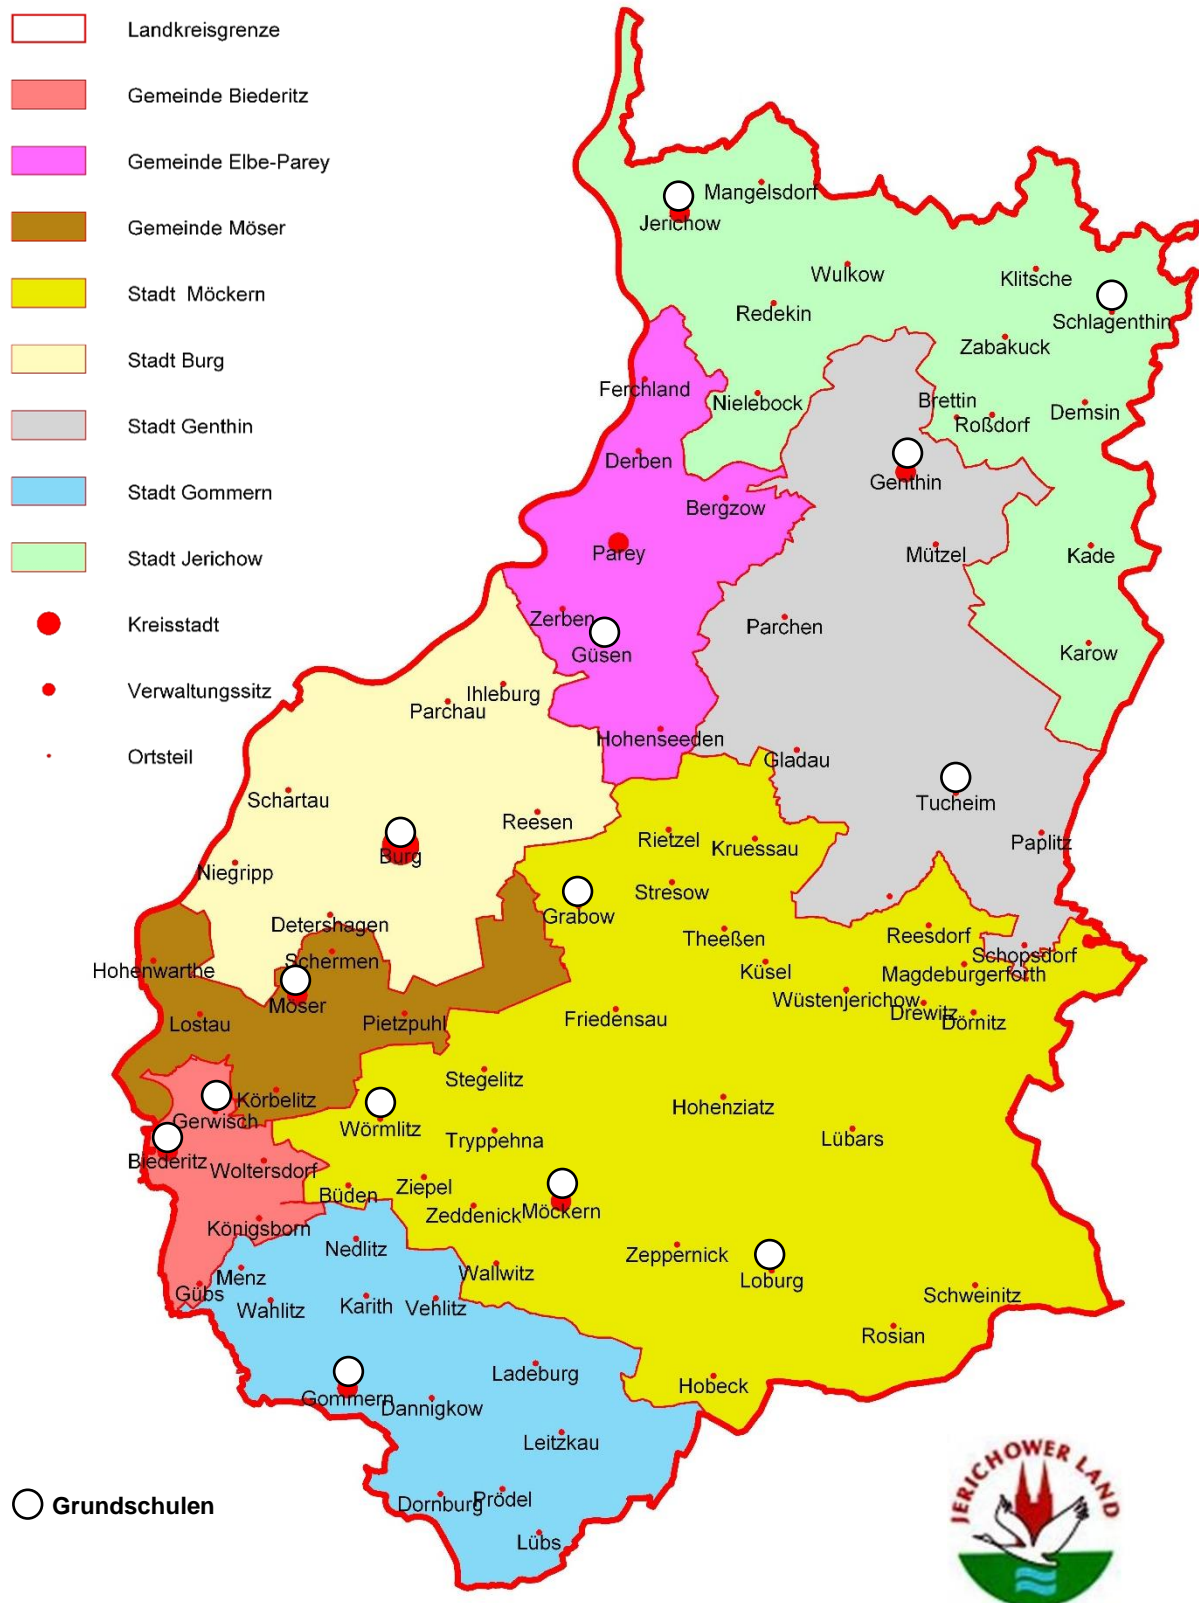 Landkreisgrenze
Gemeinde Biederitz
Gemeinde Elbe-Parey
Gemeinde Möser
Stadt Möckern
Stadt Burg
Stadt Genthin
Stadt Gommern
Stadt Jerichow
Kreisstadt
Verwaltungssitz
Ortsteil
Mangelsdorf
Jerichow
Wulkow
Klitsche
Redekin
Schlagenthin
Zabakuck
Ferchland
Nielebock
Brettin
Roßdorf
Demsin
Derben
Genthin
Bergzow
Parey
Mützel
Kade
Zerben
Parchen
Güsen
Karow
Ihleburg
Parchau
Hohenseeden
Gladau
Schartau
Tucheim
Reesen
Rietzel
Kruessau
Paplitz
Burg
Niegripp
Stresow
Grabow
Detershagen
Theeßen
Reesdorf
Schermen
Schopsdorf
Hohenwarthe
Küsel
Magdeburgerforth
Möser
Wüstenjerichow
Drewitz
Dörnitz
Lostau
Pietzpuhl
Friedensau
Stegelitz
Körbelitz
Hohenziatz
Gerwisch
Wörmlitz
Tryppehna
Lübars
Biederitz
Woltersdorf
Büden
Ziepel
Zeddenick
Möckern
Königsborn
Nedlitz
Zeppernick
Menz
Wallwitz
Loburg
Gübs
Wahlitz
Karith
Vehlitz
Schweinitz
Rosian
Ladeburg
Hobeck
Gommern
Dannigkow
Leitzkau
Dornburg
Prödel
Lübs
Grundschulen
JERICHOWER LAND